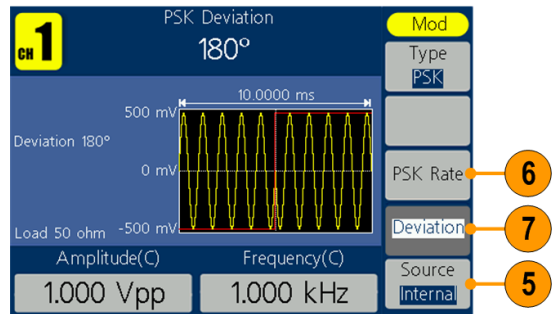 CH 1
PSK Deviation
180°
Mod
Type
PSK
10.0000 ms
500 mV
Deviation 180°
0 mV
Load 50 ohm
-500 mV
PSK Rate
6
Deviation
7
Source
Internal
5
Amplitude(C)
Frequency(C)
1.000 Vpp
1.000 kHz